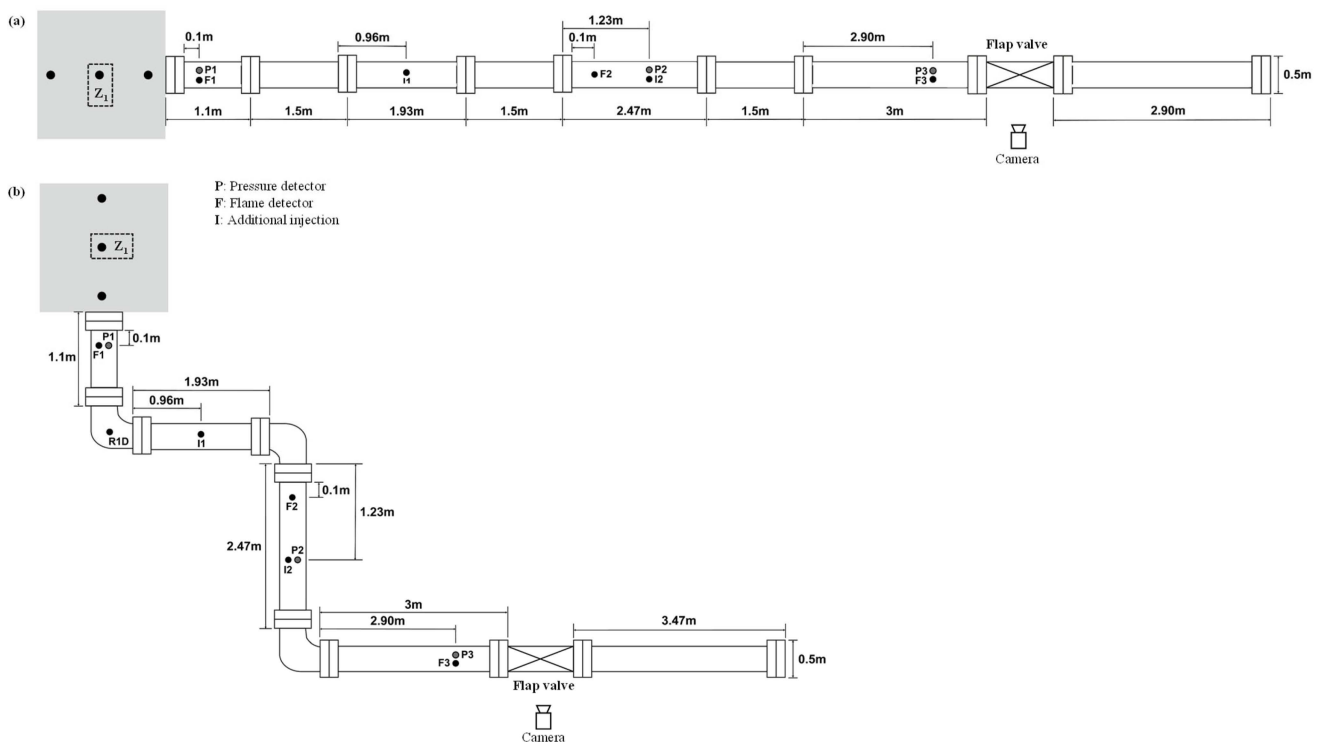 (a)
1.23m
0.1m
0.96m
0.1m
2.90m
Flap valve
P1
F1
I1
F2
P2
I2
P3
F3
Z1
0.5m
1.1m
1.5m
1.93m
1.5m
2.47m
1.5m
3m
2.90m
Camera
(b)
P: Pressure detector
F: Flame detector
I: Additional injection
Z1
P1
F1
0.1m
1.1m
1.93m
0.96m
R1D
I1
F2
0.1m
1.23m
2.47m
P2
I2
3m
2.90m
3.47m
P3
F3
0.5m
Flap valve
Camera